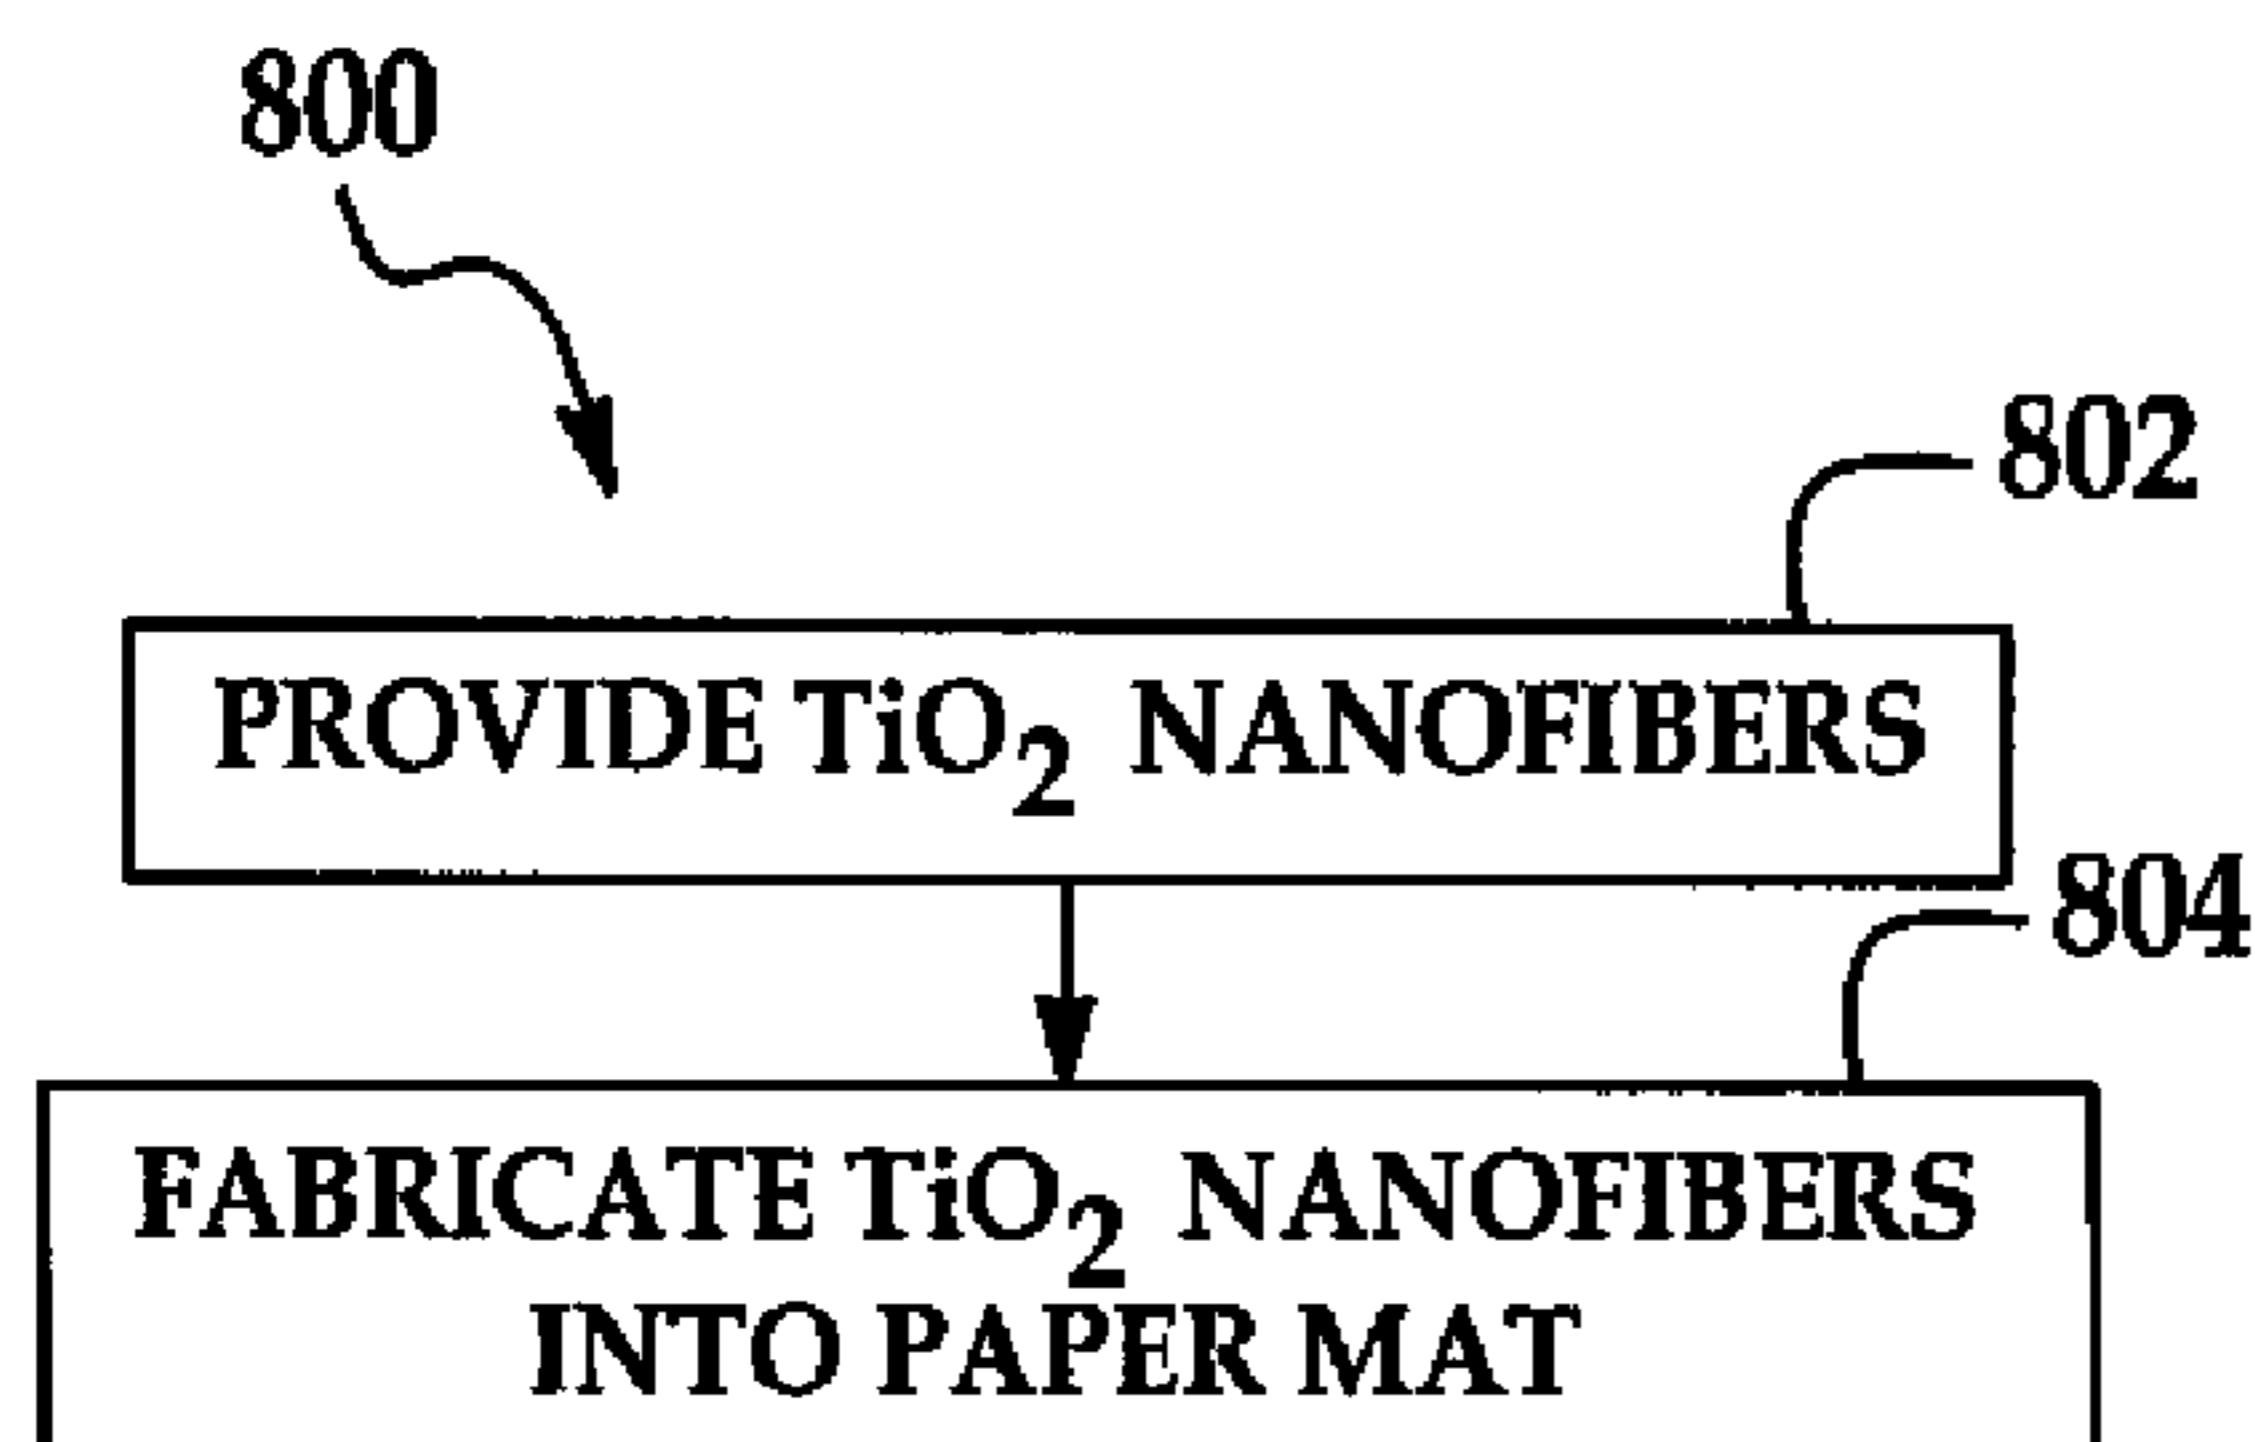 800
802
PROVIDE TiO₂ NANOFIBERS
804
FABRICATE TiO₂ NANOFIBERS
INTO PAPER MAT